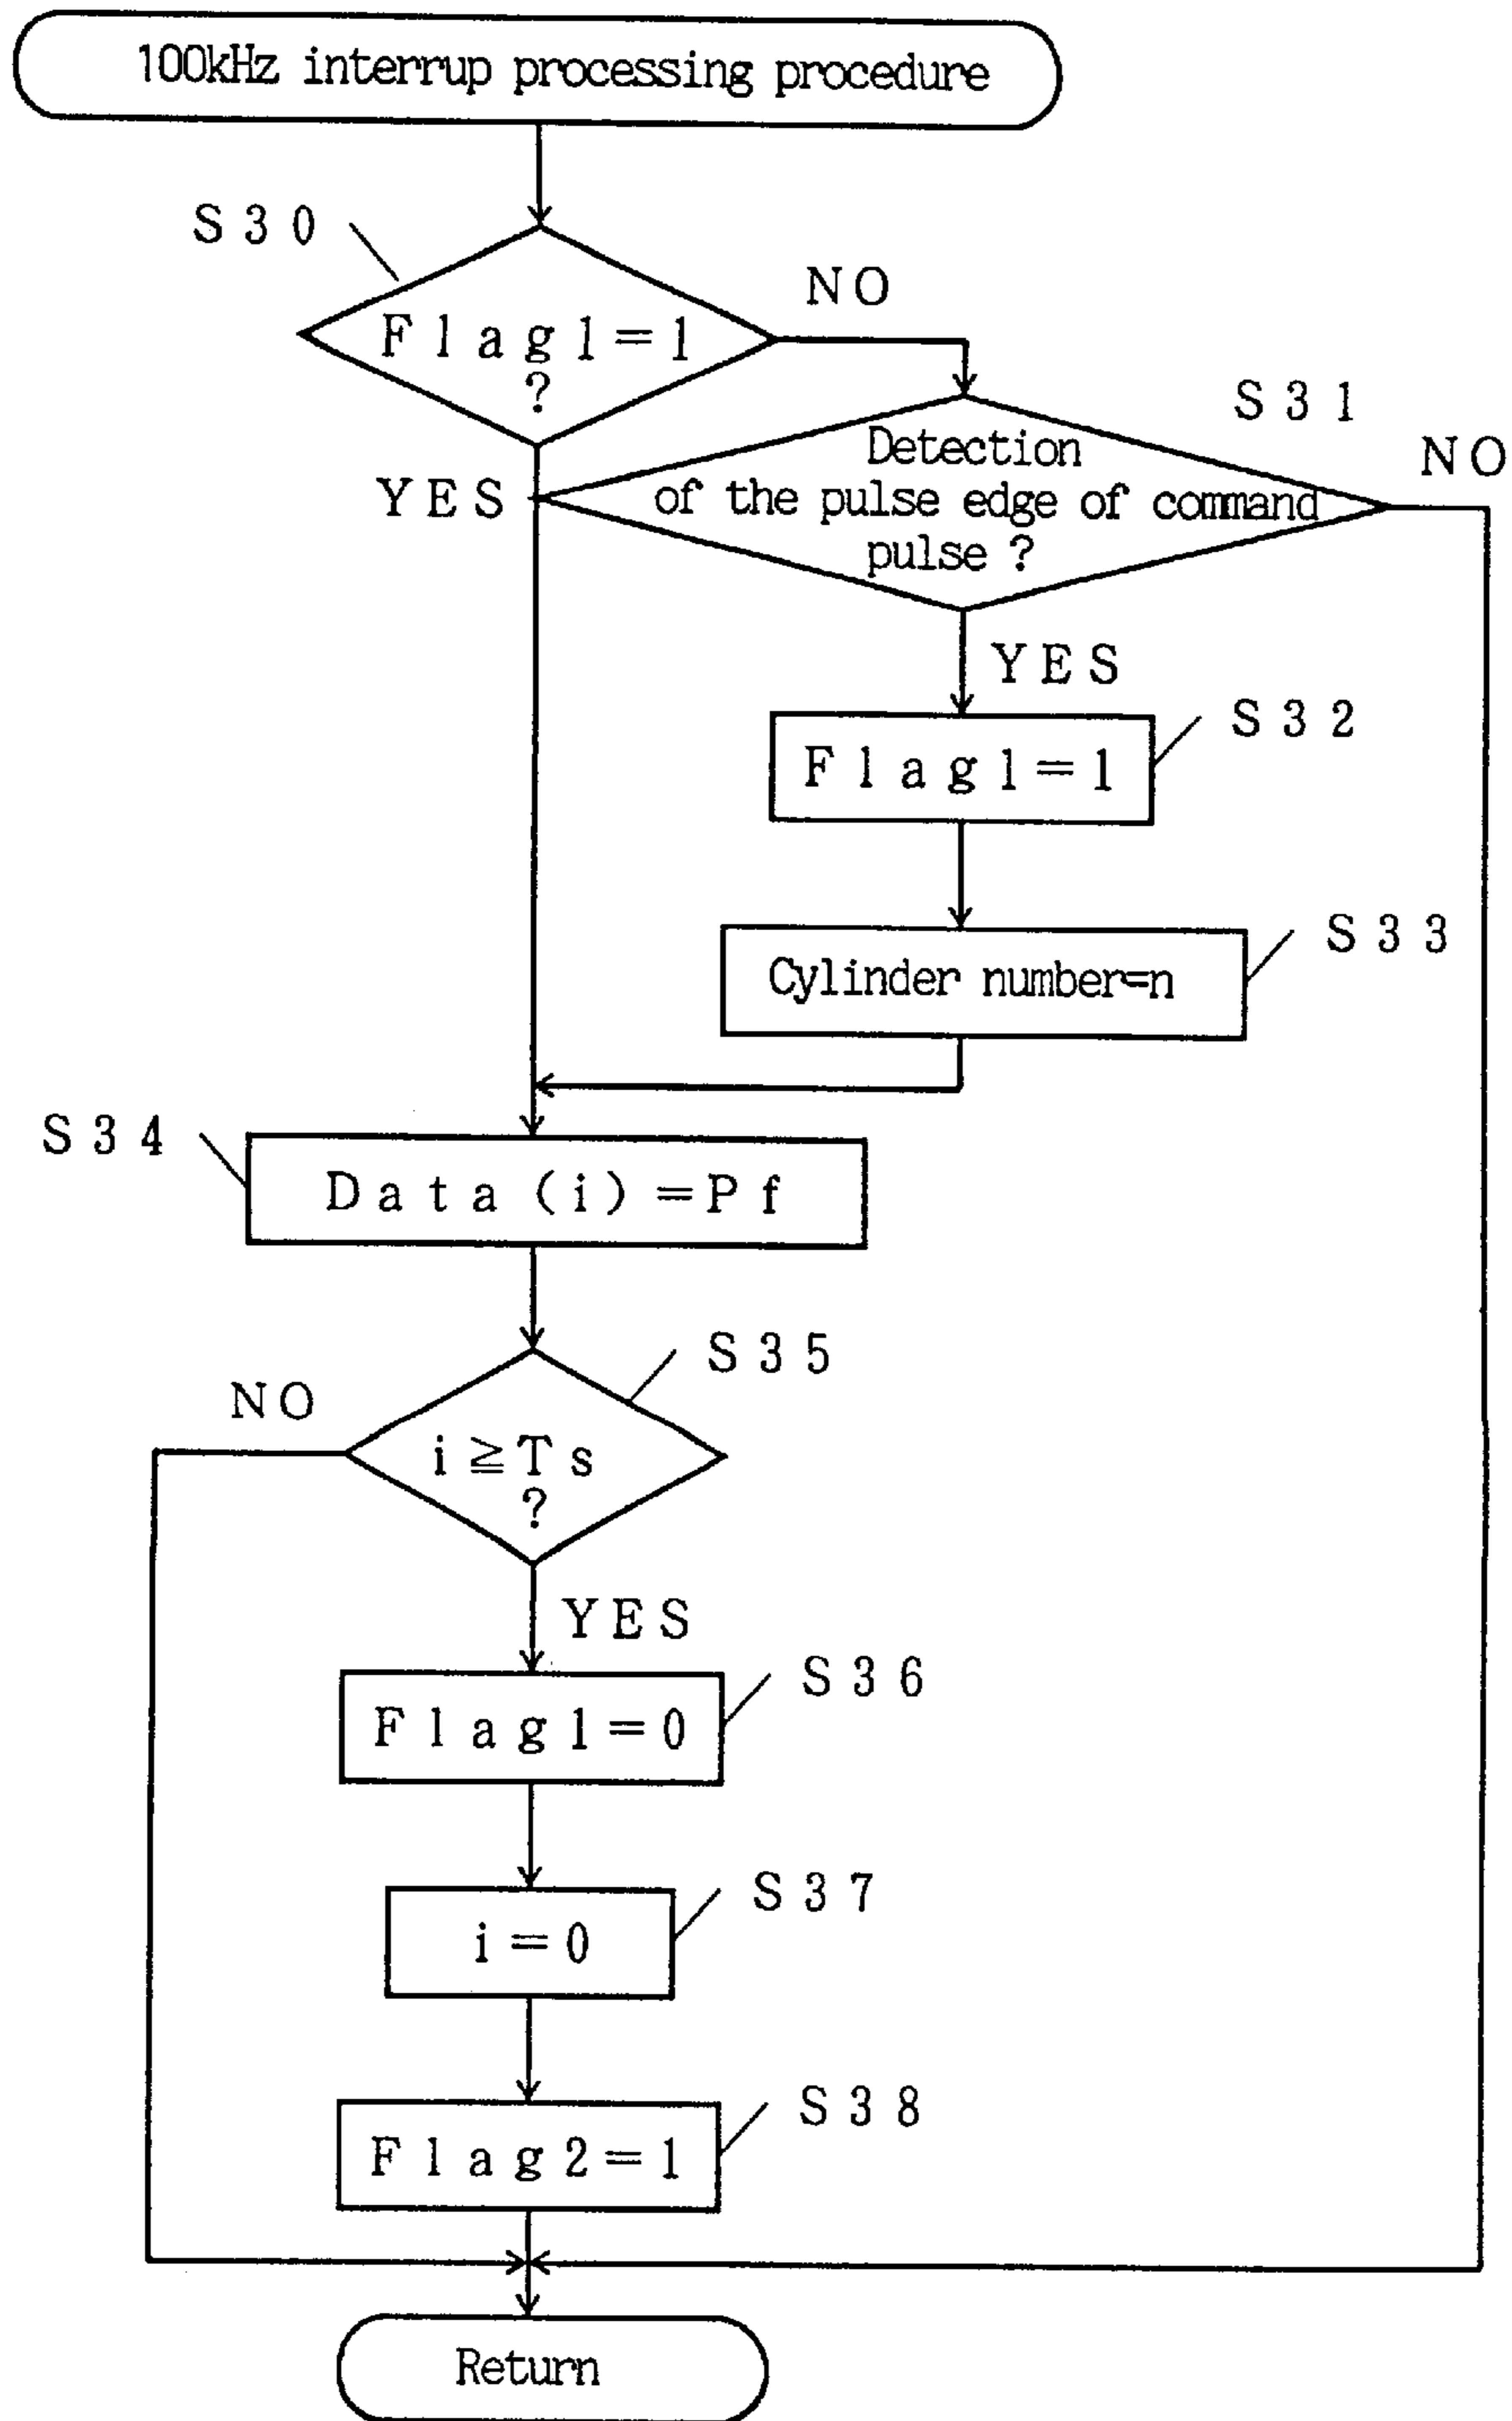 100kHz interrup processing procedure
S30
NO
Flag1=1
?
S31
Detection
NO
YES
of the pulse edge of command
pulse ?
YES
S32
Flag1=1
S33
Cylinder number=n
S34
Data(i)=Pf
S35
NO
i≧Ts
?
YES
S36
Flag1=0
S37
i=0
S38
Flag2=1
Return